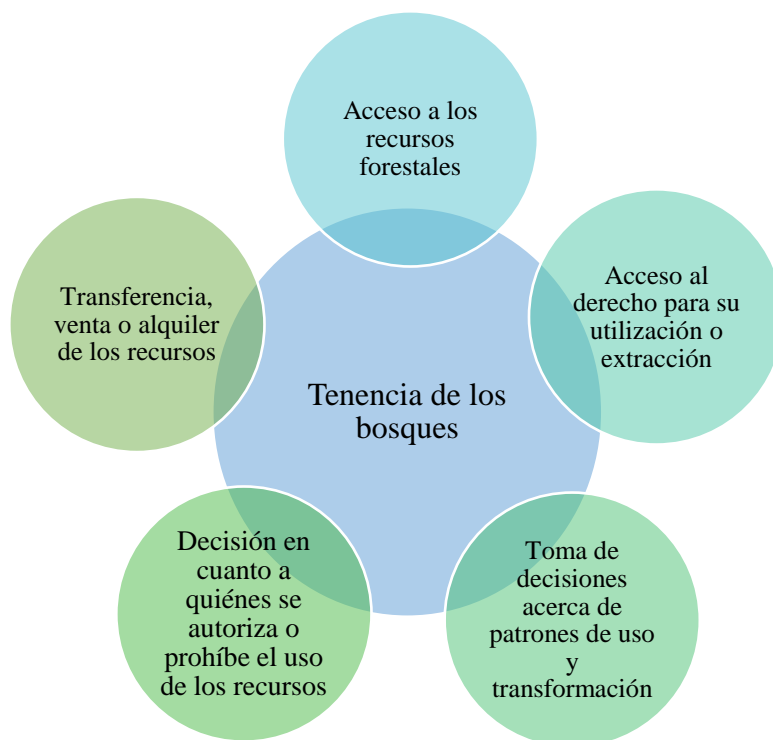 Acceso a los
recursos
forestales
Acceso al
derecho para su
utilización o
extracción
Toma de
decisiones
acerca de
patrones de uso
y
transformación
Decisión en
cuanto a
quiénes se
autoriza o
prohíbe el uso
de los recursos
Transferencia,
venta o alquiler
de los recursos
Tenencia de los
bosques